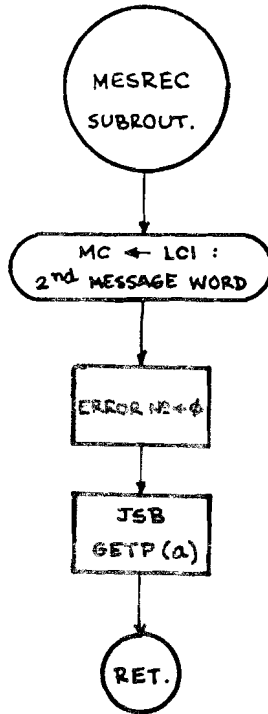 MESREC
SUBROUT.
MC ← LCI :
2nd MESSAGE WORD
ERROR Nº ← ϕ
JSB
GETP (a)
RET.